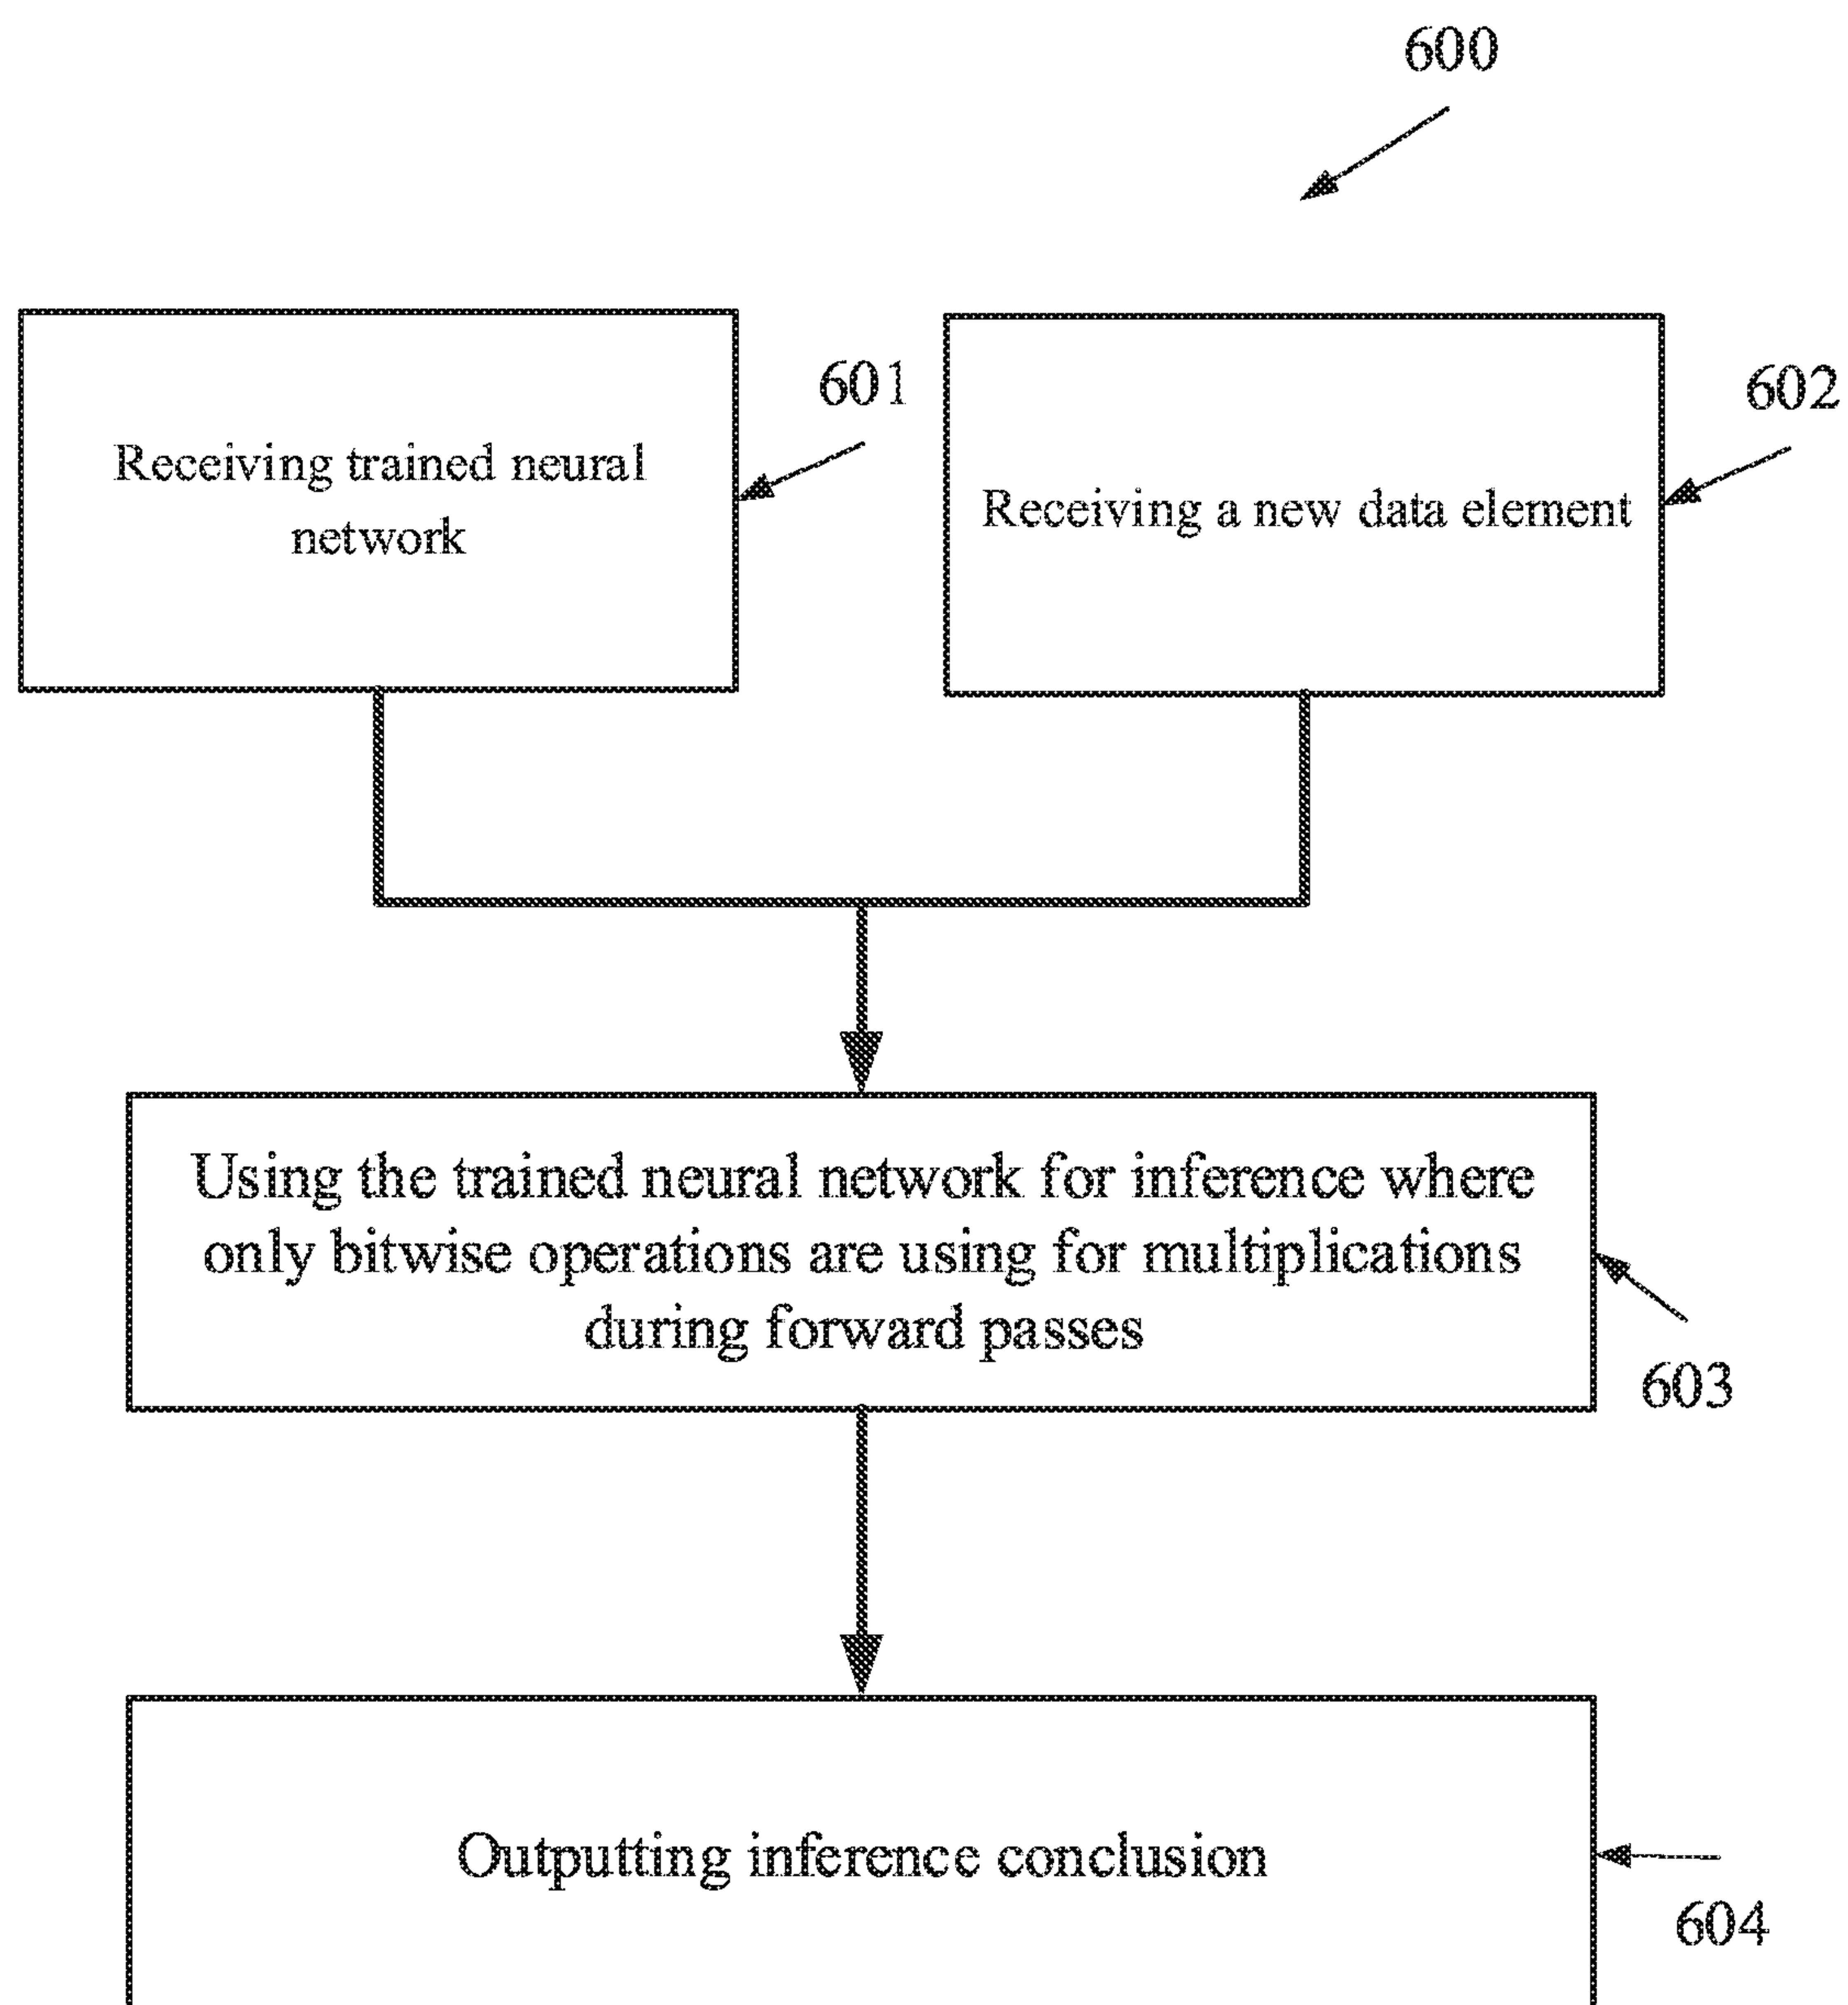 600
601
Receiving trained neural
network
602
Receiving a new data element
Using the trained neural network for inference where
only bitwise operations are using for multiplications
during forward passes
603
Outputting inference conclusion
604